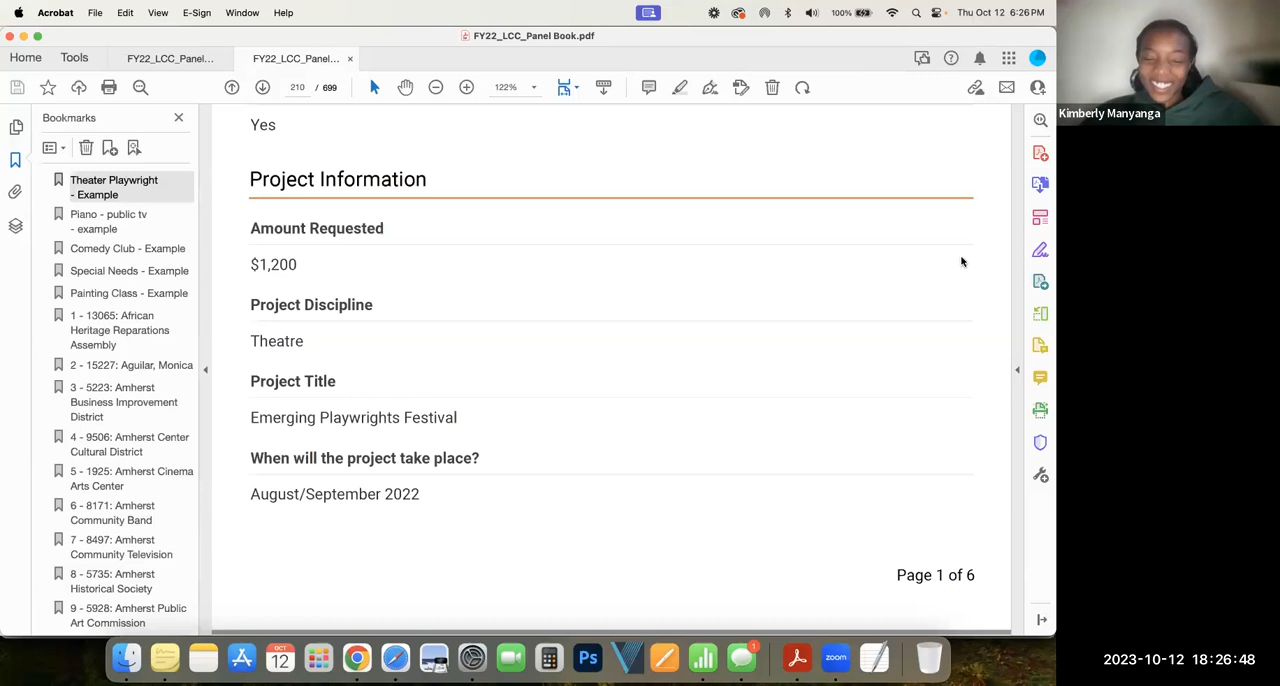 Acrobat File Edit View E-Sign Window Help 100% Thu Oct 12 6:26 PM
FY22_LCC_Panel Book.pdf
Home Tools FY22_LCC_Panel... FY22_LCC_Panel... ×
210 / 699 122%
Kimberly Manyanga
Bookmarks
Theater Playwright
- Example
Piano - public tv
- example
Comedy Club - Example
Special Needs - Example
Painting Class - Example
1 - 13065: African
Heritage Reparations
Assembly
2 - 15227: Aguilar, Monica
3 - 5223: Amherst
Business Improvement
District
4 - 9506: Amherst Center
Cultural District
5 - 1925: Amherst Cinema
Arts Center
6 - 8171: Amherst
Community Band
7 - 8497: Amherst
Community Television
8 - 5735: Amherst
Historical Society
9 - 5928: Amherst Public
Art Commission
Yes
Project Information
Amount Requested
$1,200
Project Discipline
Theatre
Project Title
Emerging Playwrights Festival
When will the project take place?
August/September 2022
Page 1 of 6
OCT
12
Ps
zoom
1
2023-10-12 18:26:48